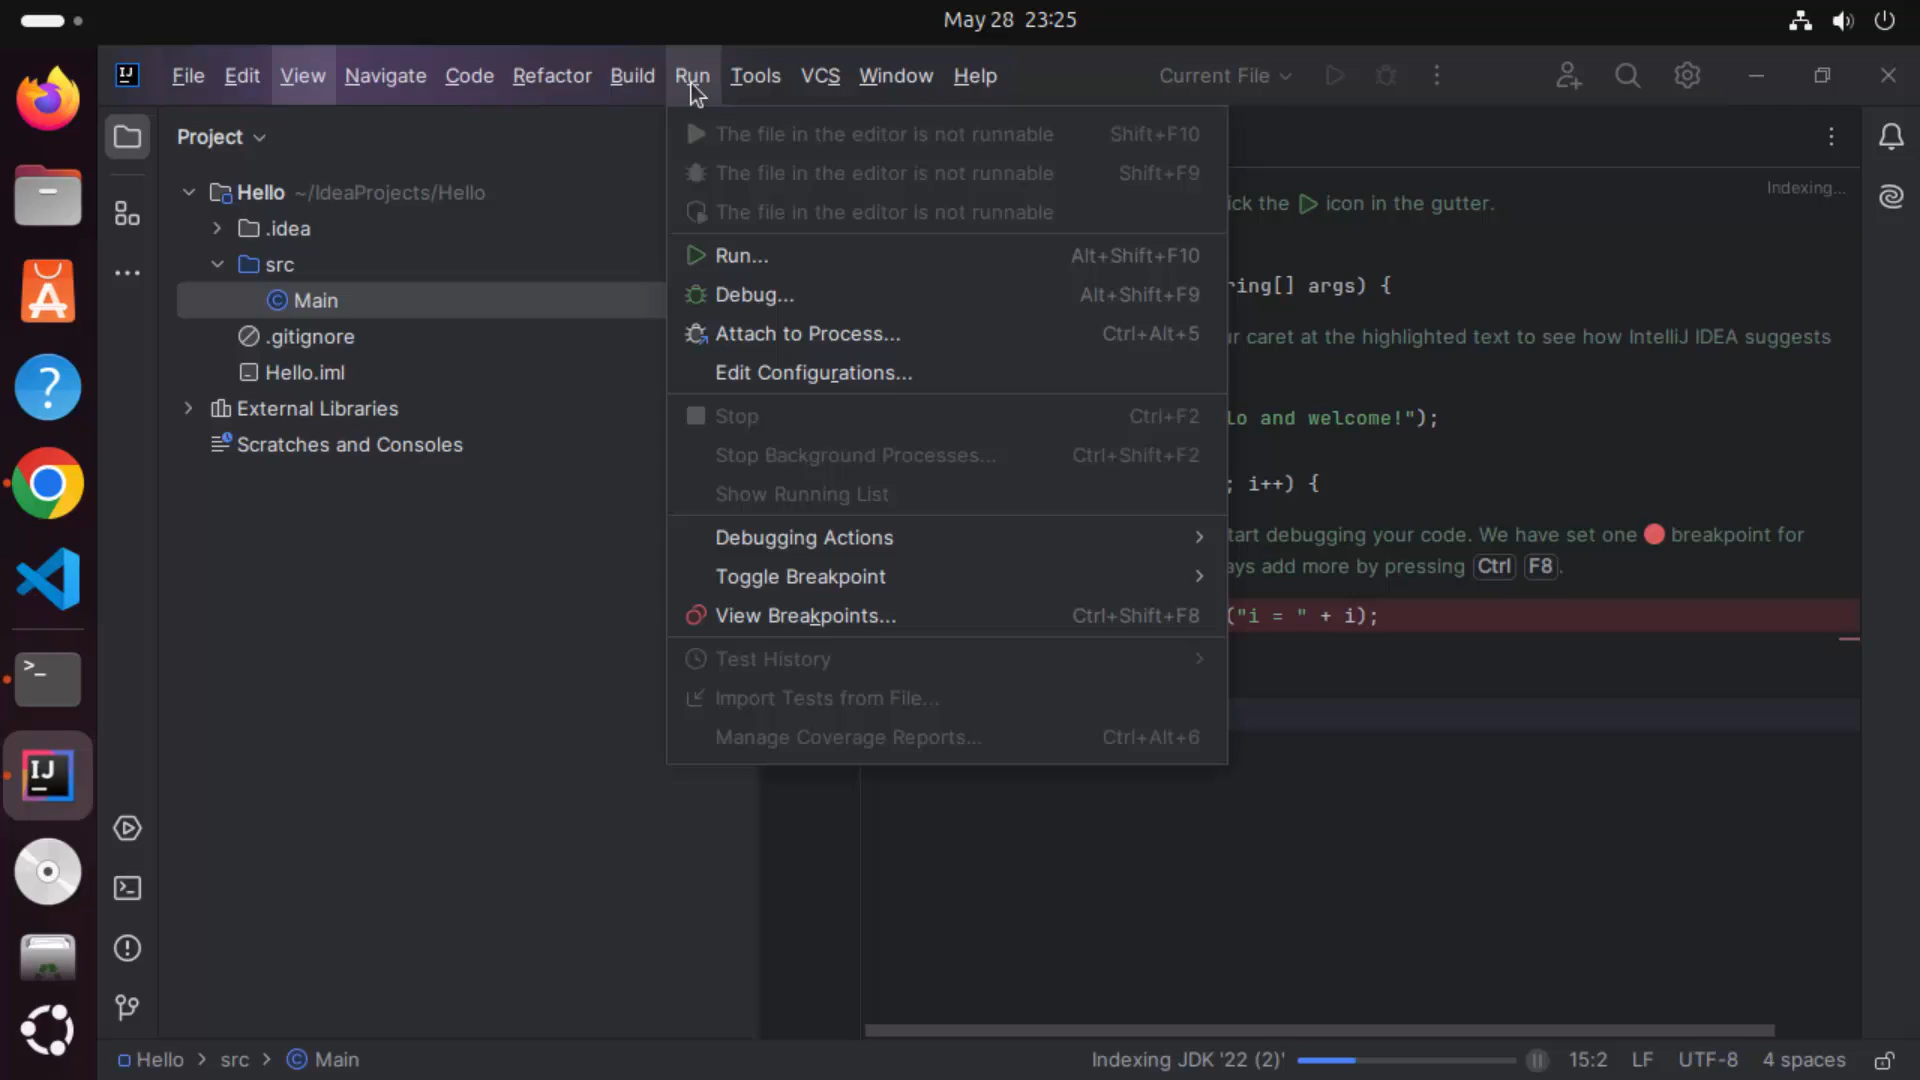 May 28 23:25
IJ File Edit View Navigate Code Refactor Build Run Tools VCS Window Help Current File
Project
Hello ~/IdeaProjects/Hello
.idea
src
Main
.gitignore
Hello.iml
External Libraries
Scratches and Consoles
The file in the editor is not runnable Shift+F10
The file in the editor is not runnable Shift+F9
The file in the editor is not runnable
Run... Alt+Shift+F10
Debug... Alt+Shift+F9
Attach to Process... Ctrl+Alt+5
Edit Configurations...
Stop Ctrl+F2
Stop Background Processes... Ctrl+Shift+F2
Show Running List
Debugging Actions
Toggle Breakpoint
View Breakpoints... Ctrl+Shift+F8
Test History
Import Tests from File...
Manage Coverage Reports... Ctrl+Alt+6
Indexing...
ick the icon in the gutter.
ring[] args) {
ur caret at the highlighted text to see how IntelliJ IDEA suggests
lo and welcome!");
; i++) {
tart debugging your code. We have set one breakpoint for
ays add more by pressing Ctrl F8.
("i = " + i);
IJ
Hello > src > Main
Indexing JDK '22 (2)' 15:2 LF UTF-8 4 spaces